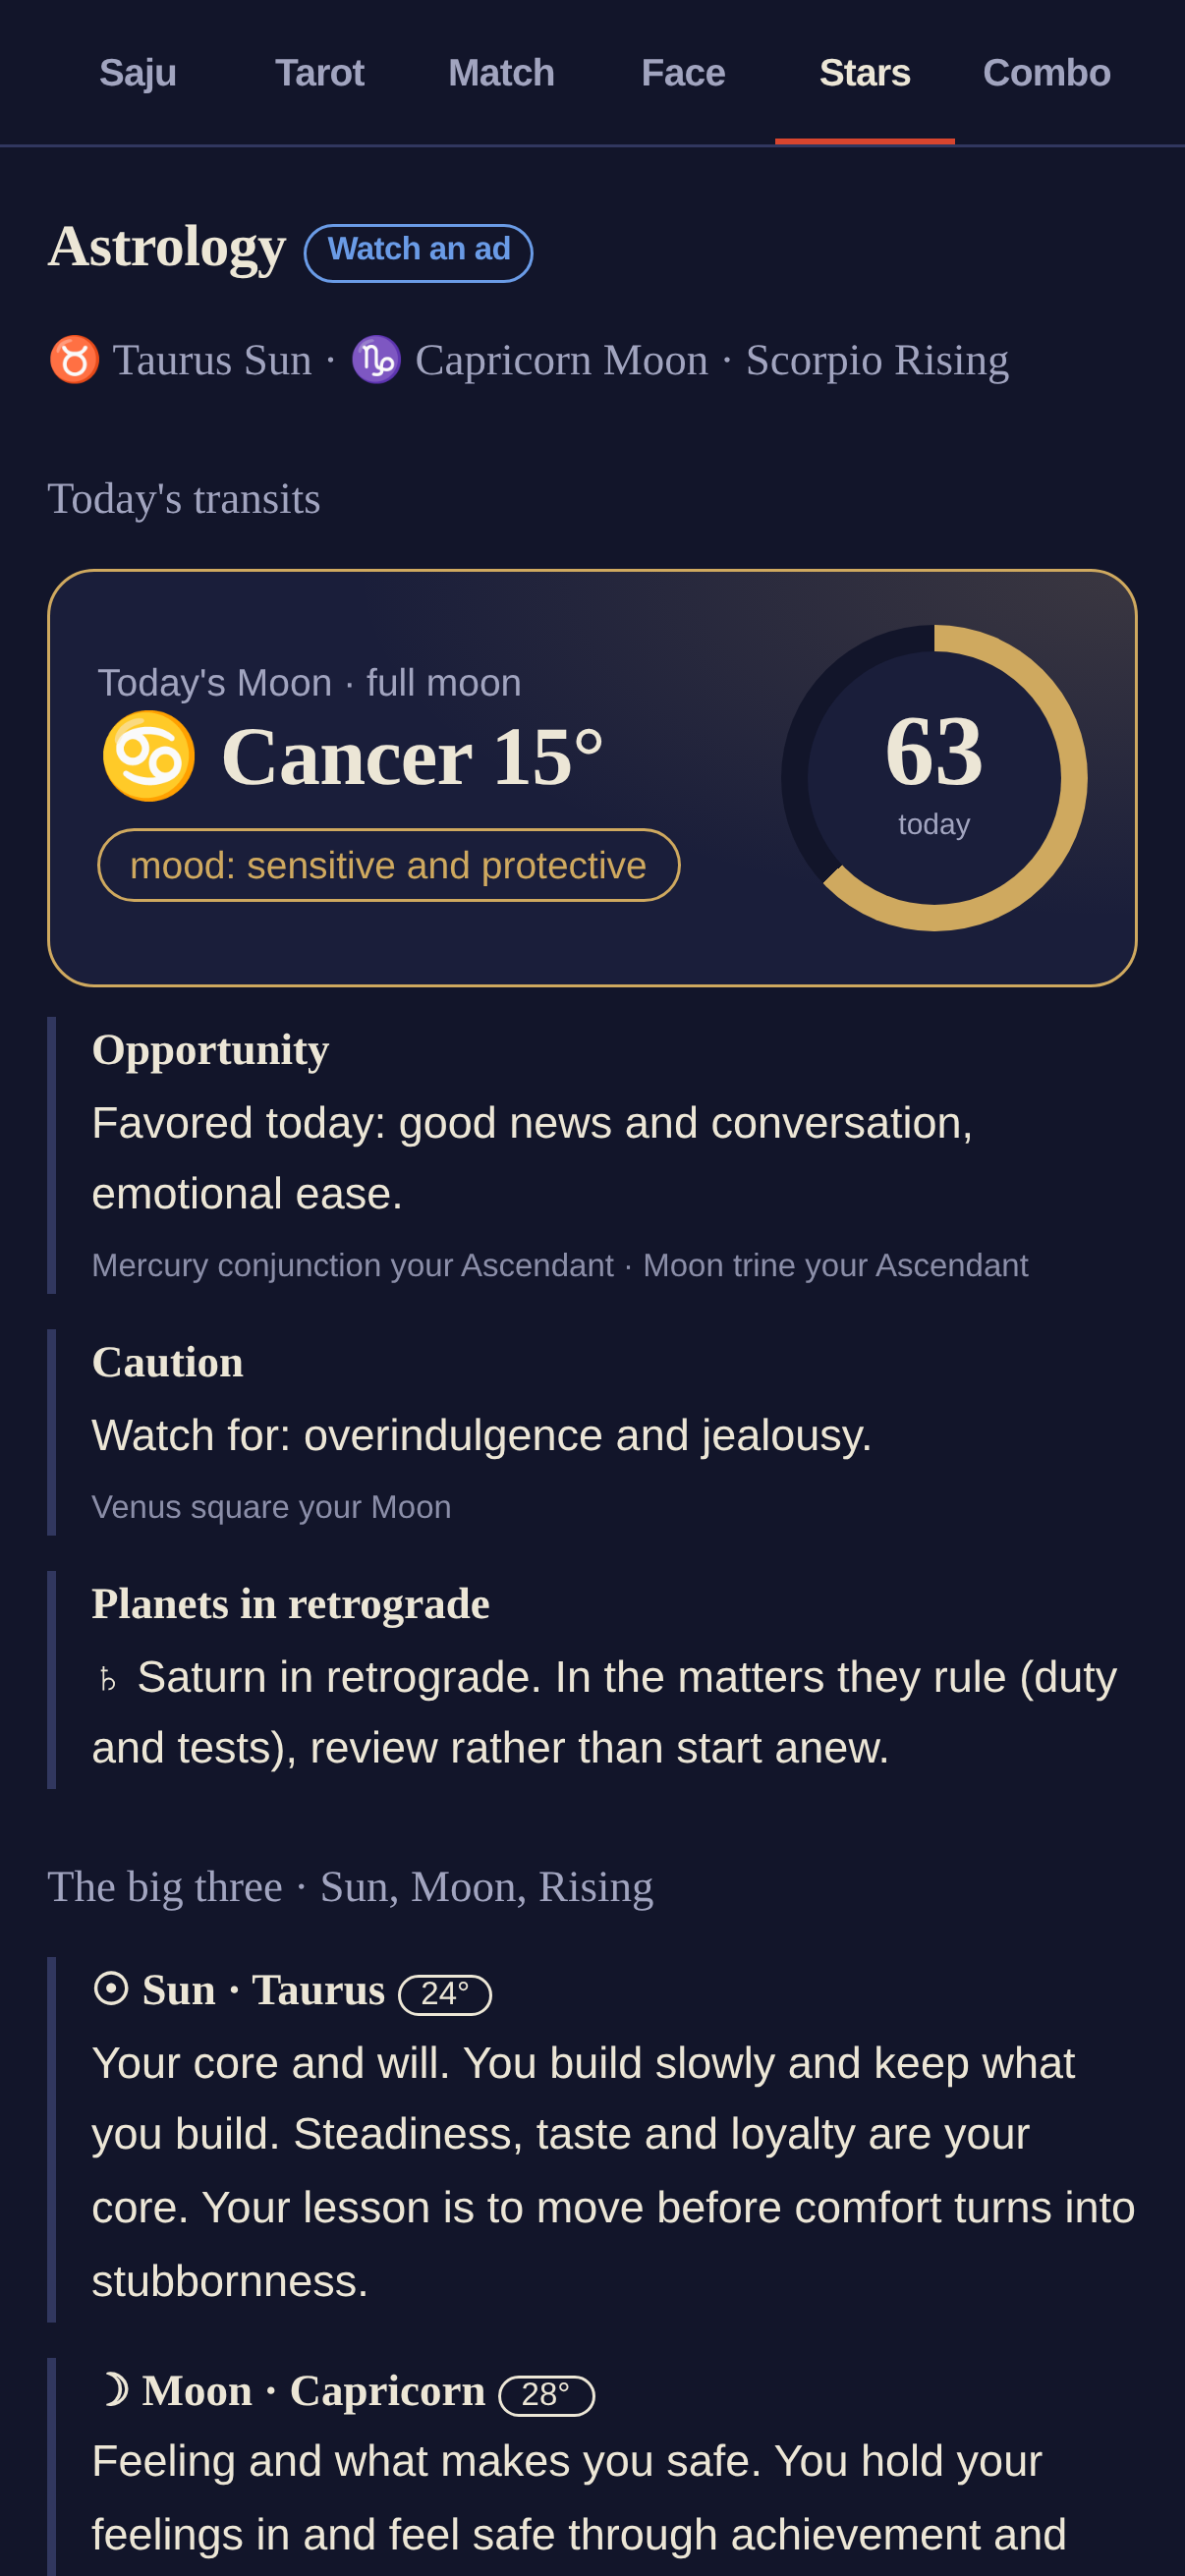 Saju Tarot Match Face Stars Combo
Astrology Watch an ad
♉ Taurus Sun · ♑ Capricorn Moon · Scorpio Rising
Today's transits
Today's Moon · full moon
♋ Cancer 15°
mood: sensitive and protective
63
today
Opportunity
Favored today: good news and conversation,
emotional ease.
Mercury conjunction your Ascendant · Moon trine your Ascendant
Caution
Watch for: overindulgence and jealousy.
Venus square your Moon
Planets in retrograde
♄ Saturn in retrograde. In the matters they rule (duty
and tests), review rather than start anew.
The big three · Sun, Moon, Rising
☉ Sun · Taurus 24°
Your core and will. You build slowly and keep what
you build. Steadiness, taste and loyalty are your
core. Your lesson is to move before comfort turns into
stubbornness.
☽ Moon · Capricorn 28°
Feeling and what makes you safe. You hold your
feelings in and feel safe through achievement and